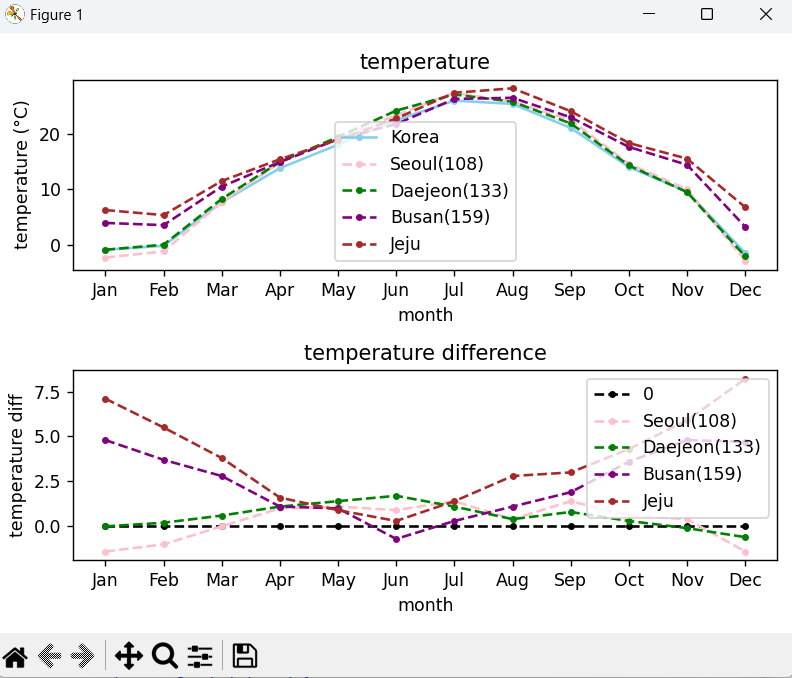 Figure 1
temperature
temperature (°C)
20
10
0
Korea
Seoul(108)
Daejeon(133)
Busan(159)
Jeju
Jan Feb Mar Apr May Jun Jul Aug Sep Oct Nov Dec
month
temperature difference
temperature diff
7.5
5.0
2.5
0.0
0
Seoul(108)
Daejeon(133)
Busan(159)
Jeju
Jan Feb Mar Apr May Jun Jul Aug Sep Oct Nov Dec
month